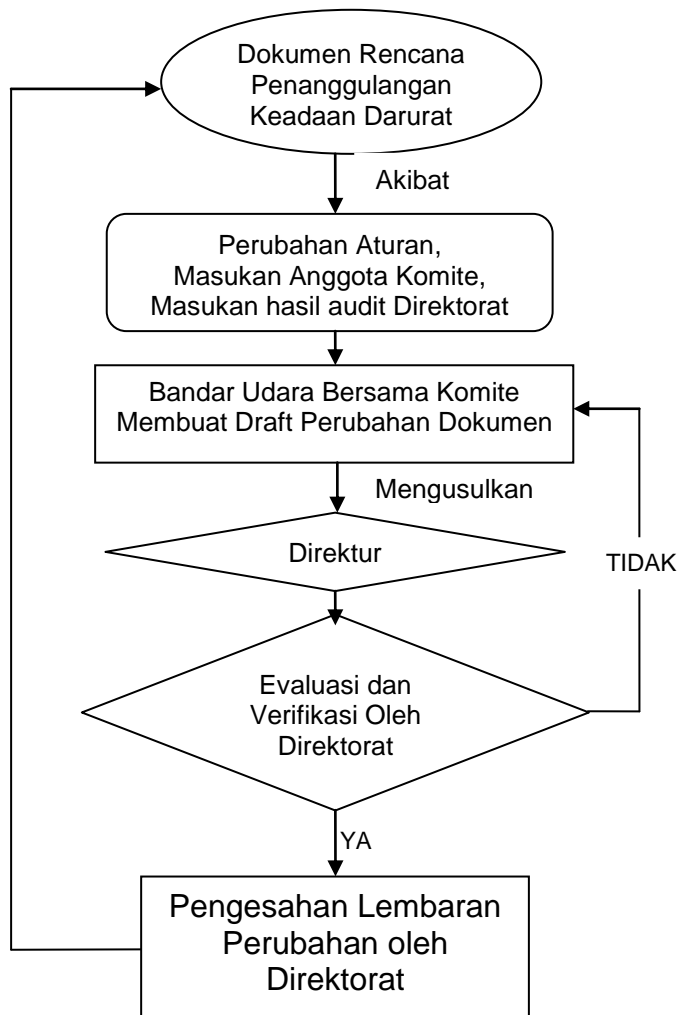 Dokumen Rencana
Penanggulangan
Keadaan Darurat
Akibat
Perubahan Aturan,
Masukan Anggota Komite,
Masukan hasil audit Direktorat
Bandar Udara Bersama Komite
Membuat Draft Perubahan Dokumen
Mengusulkan
Direktur
TIDAK
Evaluasi dan
Verifikasi Oleh
Direktorat
YA
Pengesahan Lembaran
Perubahan oleh
Direktorat